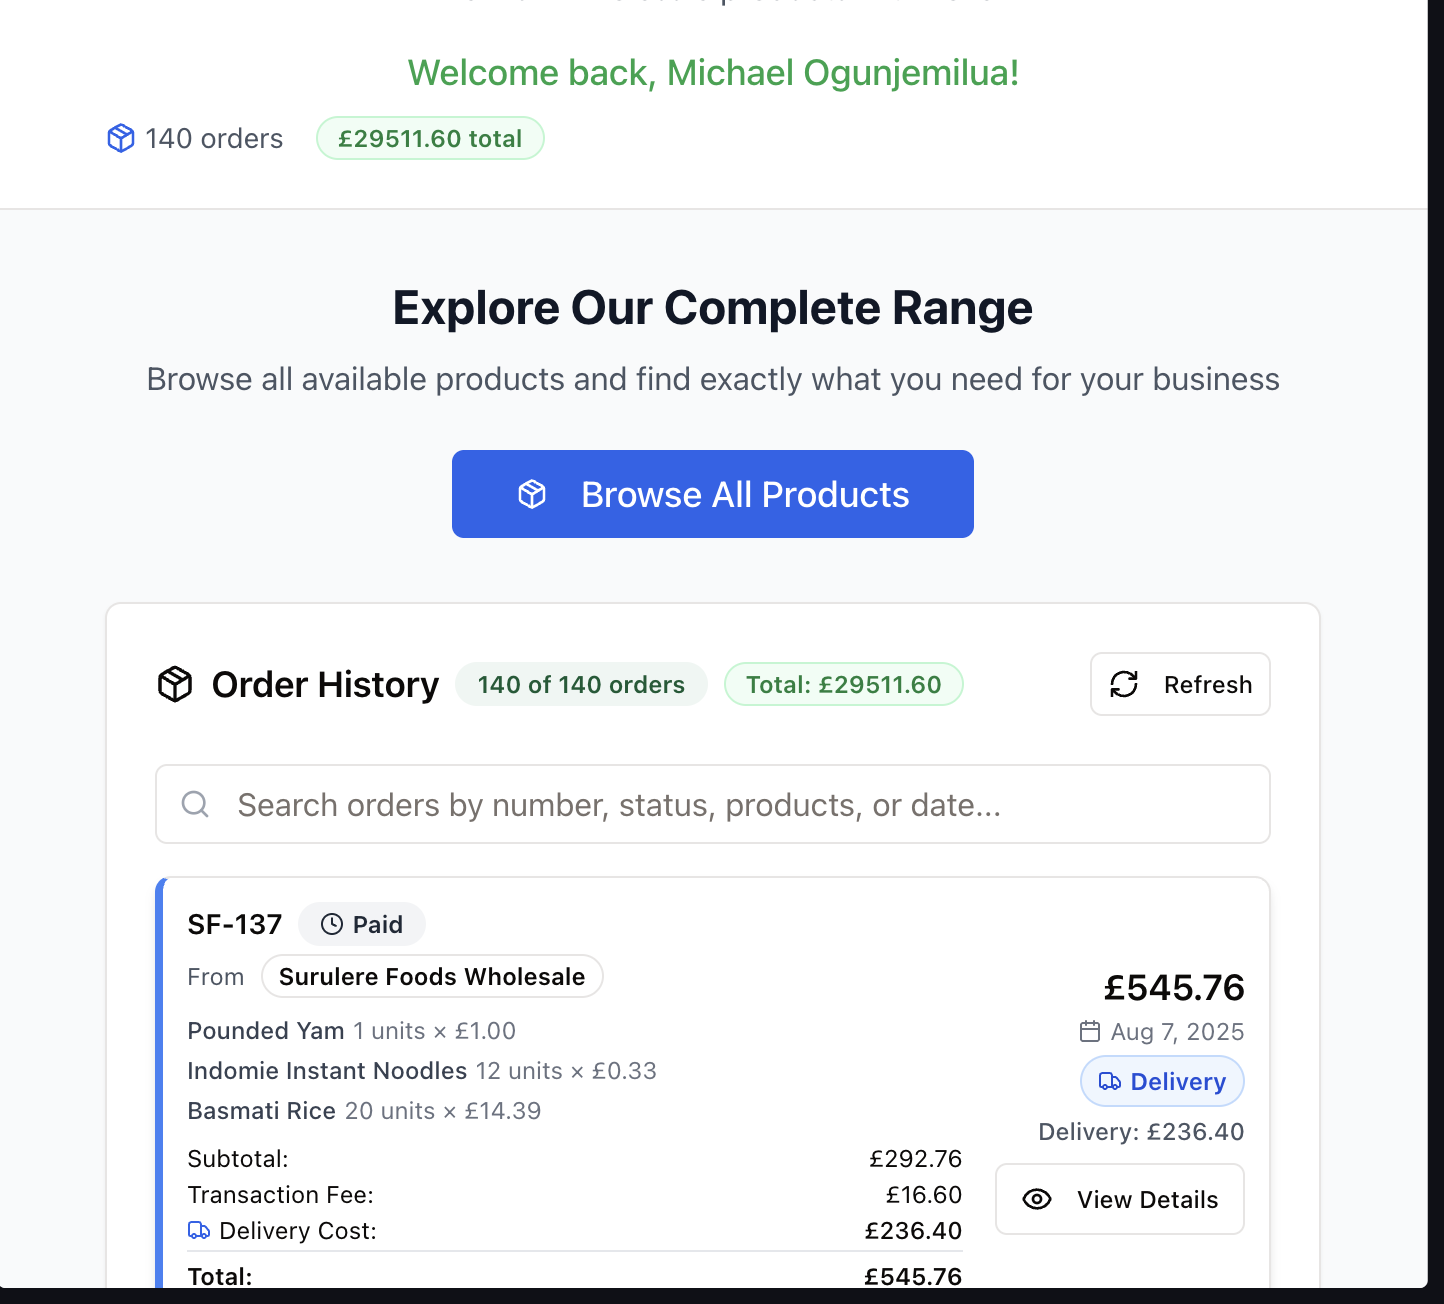 Welcome back, Michael Ogunjemilua!
140 orders £29511.60 total
Explore Our Complete Range
Browse all available products and find exactly what you need for your business
Browse All Products
Order History 140 of 140 orders Total: £29511.60 Refresh
Search orders by number, status, products, or date...
SF-137 Paid
From Surulere Foods Wholesale
Pounded Yam 1 units × £1.00
Indomie Instant Noodles 12 units × £0.33
Basmati Rice 20 units × £14.39
Subtotal: £292.76
Transaction Fee: £16.60
Delivery Cost: £236.40
Total: £545.76
£545.76
Aug 7, 2025
Delivery
Delivery: £236.40
View Details